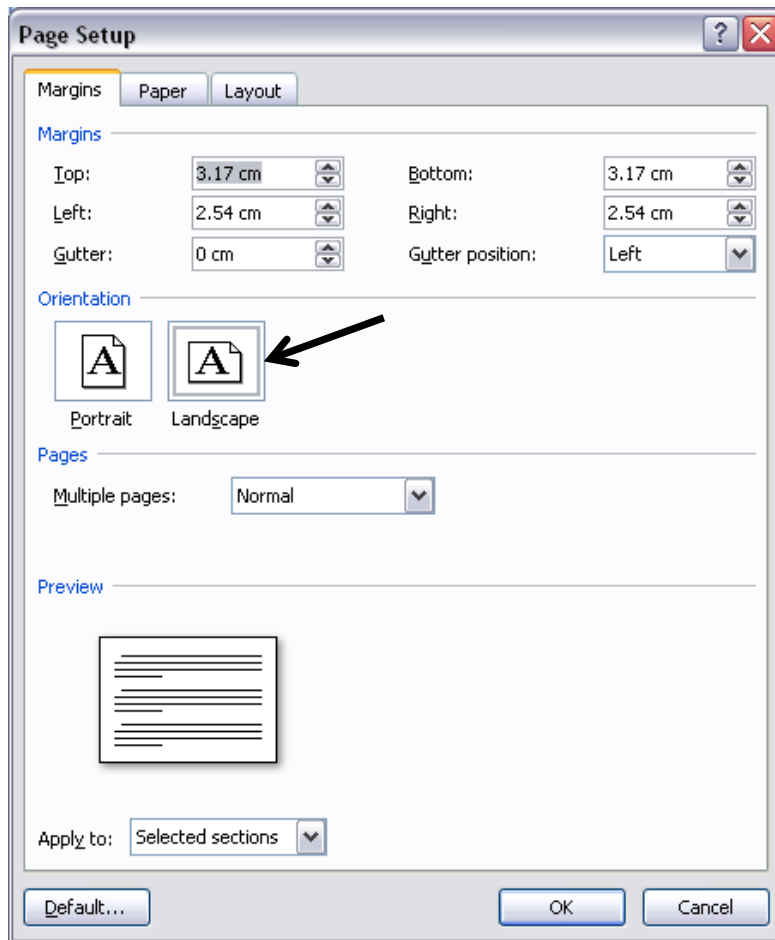 Page Setup
Margins Paper Layout
Margins
Top: 3.17 cm Bottom: 3.17 cm
Left: 2.54 cm Right: 2.54 cm
Gutter: 0 cm Gutter position: Left
Orientation
A A
Portrait Landscape
Pages
Multiple pages: Normal
Preview
Apply to: Selected sections
Default... OK Cancel